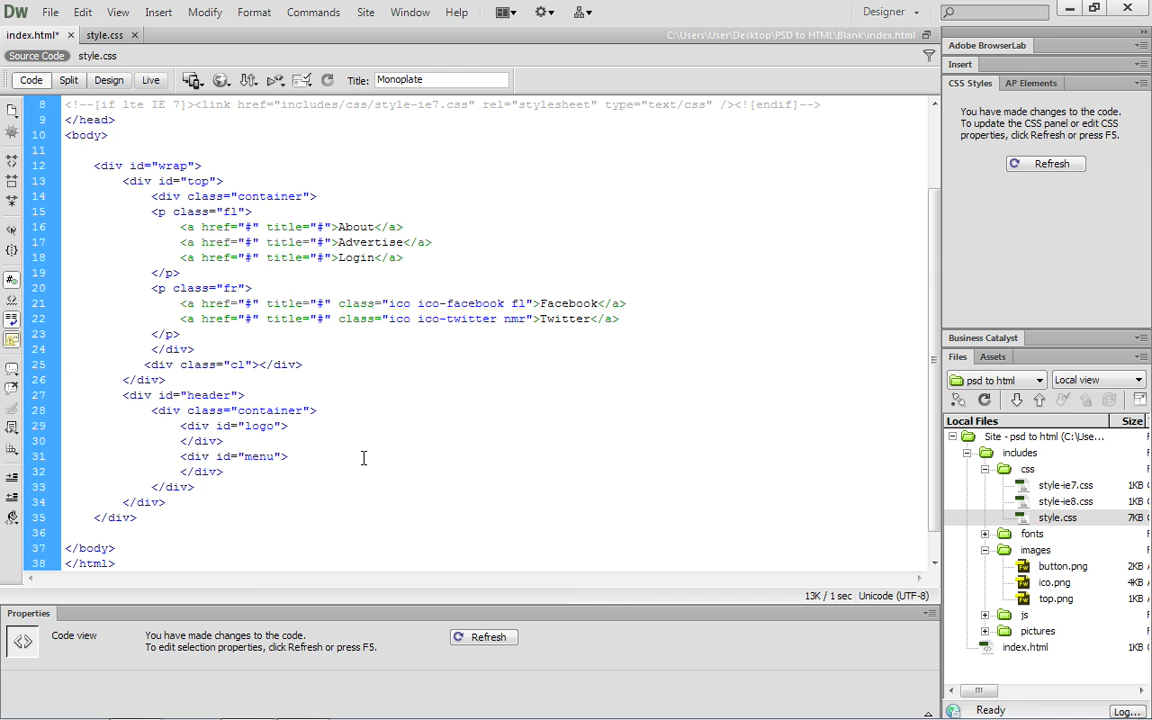 Dw File Edit View Insert Modify Format Commands Site Window Help Designer
index.html* × style.css × C:\Users\User\Desktop\PSD to HTML\Blank\index.html
Source Code style.css
Code Split Design Live Title: Monoplate
8 <!--[if lte IE 7]><link href="includes/css/style-ie7.css" rel="stylesheet" type="text/css" /><![endif]-->
9 </head>
10 <body>
11
12 <div id="wrap">
13 <div id="top">
14 <div class="container">
15 <p class="fl">
16 <a href="#" title="#">About</a>
17 <a href="#" title="#">Advertise</a>
18 <a href="#" title="#">Login</a>
19 </p>
20 <p class="fr">
21 <a href="#" title="#" class="ico ico-facebook fl">Facebook</a>
22 <a href="#" title="#" class="ico ico-twitter nmr">Twitter</a>
23 </p>
24 </div>
25 <div class="cl"></div>
26 </div>
27 <div id="header">
28 <div class="container">
29 <div id="logo">
30 </div>
31 <div id="menu">
32 </div>
33 </div>
34 </div>
35 </div>
36
37 </body>
38 </html>
13K / 1 sec Unicode (UTF-8)
Properties
Code view
You have made changes to the code.
To edit selection properties, click Refresh or press F5.
Refresh
Adobe BrowserLab
Insert
CSS Styles AP Elements
You have made changes to the code.
To update the CSS panel or edit CSS
properties, click Refresh or press F5.
Refresh
Business Catalyst
Files Assets
psd to html Local view
Local Files Size
Site - psd to html (C:\Use...
includes
css
style-ie7.css 1KB
style-ie8.css 1KB
style.css 7KB
fonts
images
button.png 2KB
ico.png 4KB
top.png 1KB
js
pictures
index.html 1KB
Ready Log...